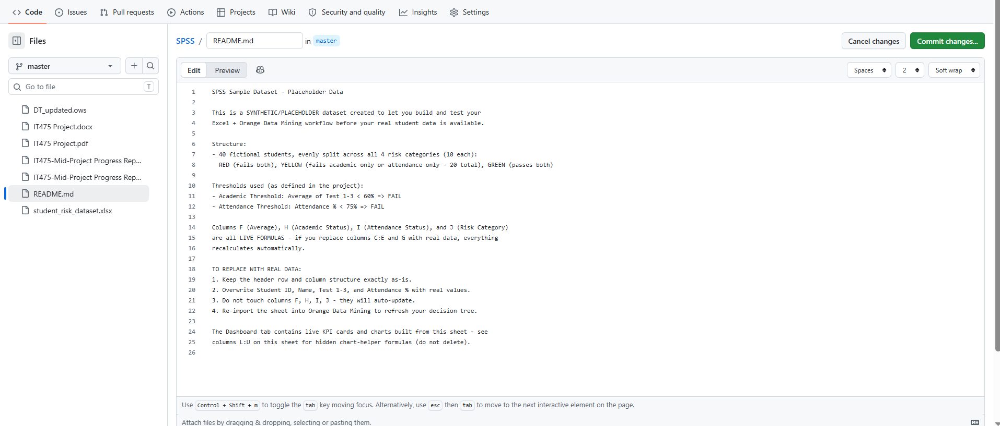 Code Issues Pull requests Actions Projects Wiki Security and quality Insights Settings
Files
master
Go to file T
DT_updated.ows
IT475 Project.docx
IT475 Project.pdf
IT475-Mid-Project Progress Rep...
IT475-Mid-Project Progress Rep...
README.md
student_risk_dataset.xlsx
SPSS / README.md in master
Cancel changes Commit changes...
Edit Preview Spaces 2 Soft wrap
1 SPSS Sample Dataset - Placeholder Data
2
3 This is a SYNTHETIC/PLACEHOLDER dataset created to let you build and test your
4 Excel + Orange Data Mining workflow before your real student data is available.
5
6 Structure:
7 - 40 fictional students, evenly split across all 4 risk categories (10 each):
8 RED (fails both), YELLOW (fails academic only or attendance only - 20 total), GREEN (passes both)
9
10 Thresholds used (as defined in the project):
11 - Academic Threshold: Average of Test 1-3 < 60% => FAIL
12 - Attendance Threshold: Attendance % < 75% => FAIL
13
14 Columns F (Average), H (Academic Status), I (Attendance Status), and J (Risk Category)
15 are all LIVE FORMULAS - if you replace columns C:E and G with real data, everything
16 recalculates automatically.
17
18 TO REPLACE WITH REAL DATA:
19 1. Keep the header row and column structure exactly as-is.
20 2. Overwrite Student ID, Name, Test 1-3, and Attendance % with real values.
21 3. Do not touch columns F, H, I, J - they will auto-update.
22 4. Re-import the sheet into Orange Data Mining to refresh your decision tree.
23
24 The Dashboard tab contains live KPI cards and charts built from this sheet - see
25 columns L:U on this sheet for hidden chart-helper formulas (do not delete).
26
Use Control + Shift + m to toggle the tab key moving focus. Alternatively, use esc then tab to move to the next interactive element on the page.
Attach files by dragging & dropping, selecting or pasting them.